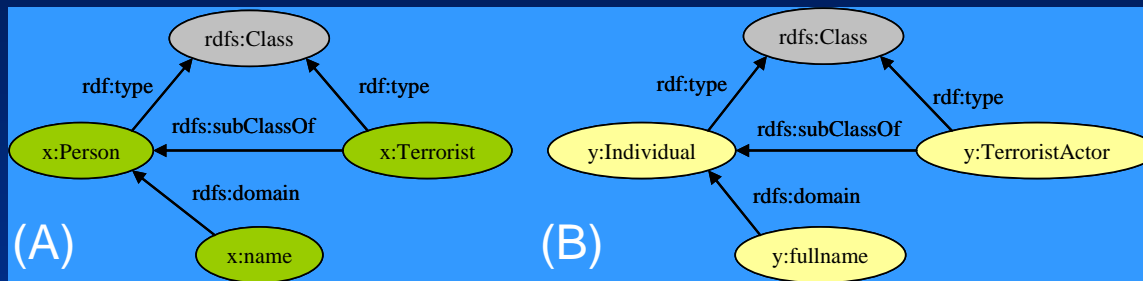 rdfs:Class
rdf:type
rdf:type
rdfs:subClassOf
x:Person
x:Terrorist
rdfs:domain
(A)
x:name
rdfs:Class
rdf:type
rdf:type
rdfs:subClassOf
y:Individual
y:TerroristActor
rdfs:domain
(B)
y:fullname